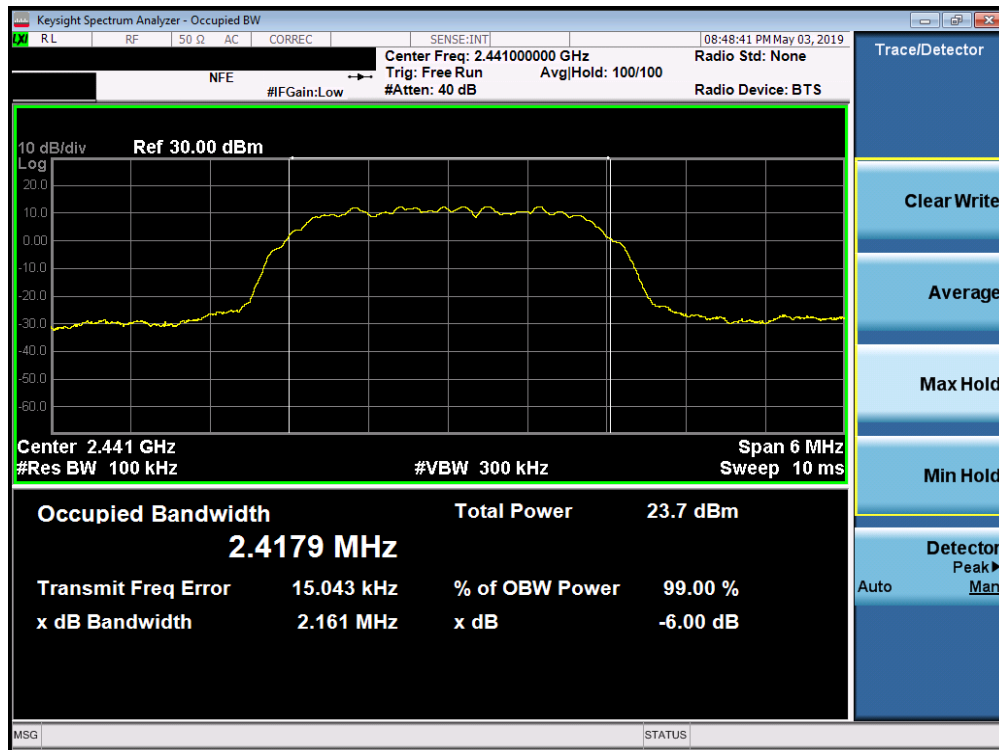 Keysight Spectrum Analyzer - Occupied BW
LXI RL RF 50 Ω AC CORREC SENSE:INT 08:48:41 PM May 03, 2019
Center Freq: 2.441000000 GHz Radio Std: None
NFE Trig: Free Run Avg|Hold: 100/100
#IFGain:Low #Atten: 40 dB Radio Device: BTS
10 dB/div Ref 30.00 dBm
Log
20.0
10.0
0.00
-10.0
-20.0
-30.0
-40.0
-50.0
-60.0
Center 2.441 GHz Span 6 MHz
#Res BW 100 kHz #VBW 300 kHz Sweep 10 ms
Occupied Bandwidth Total Power 23.7 dBm
2.4179 MHz
Transmit Freq Error 15.043 kHz % of OBW Power 99.00 %
x dB Bandwidth 2.161 MHz x dB -6.00 dB
Trace/Detector
Clear Write
Average
Max Hold
Min Hold
Detector
Peak▶
Auto Man
MSG STATUS